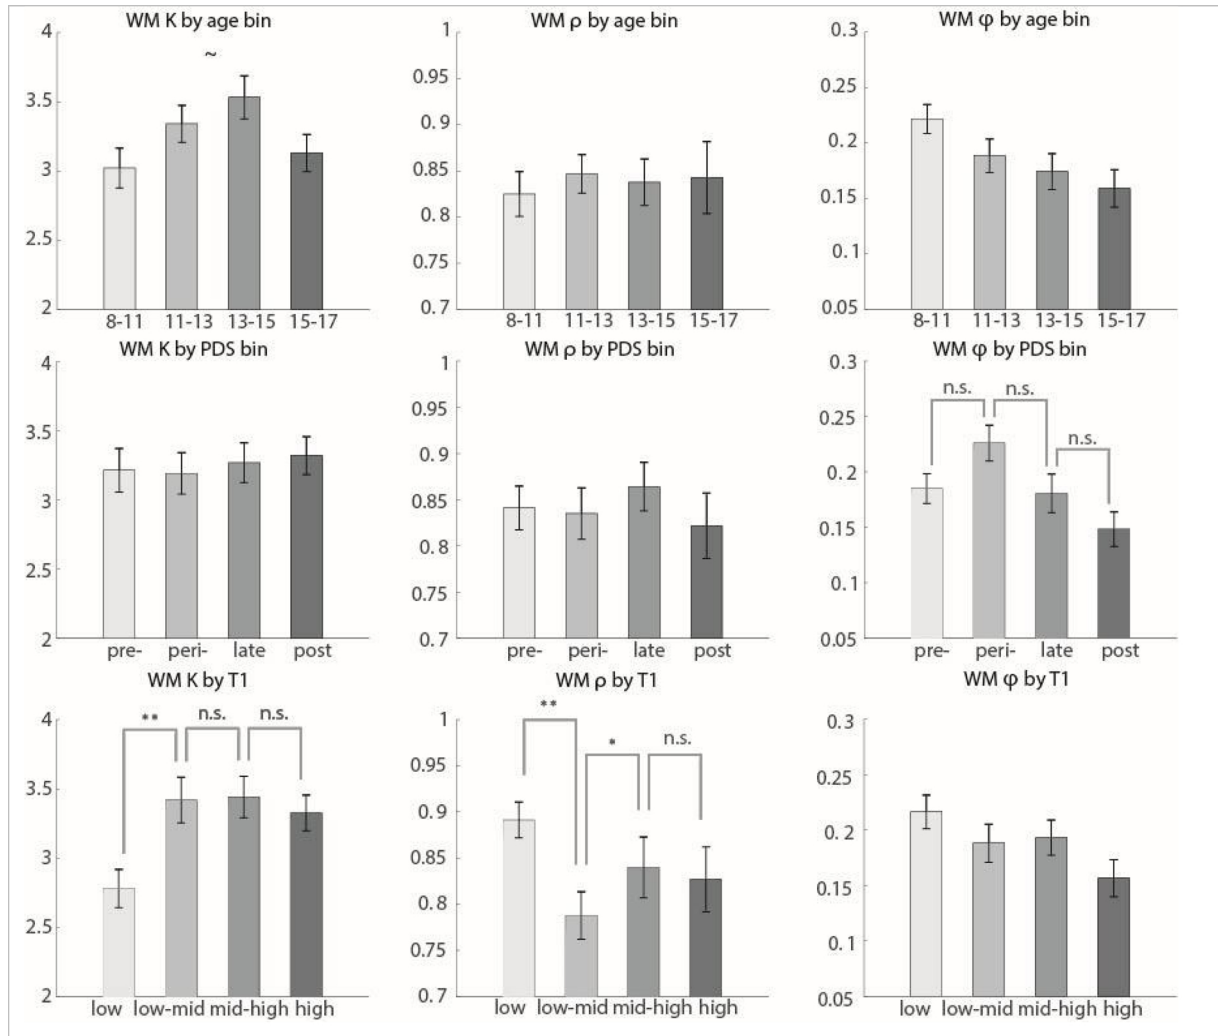 WM K by age bin
4
~
3.5
3
2.5
2
8-11 11-13 13-15 15-17
WM ρ by age bin
1
0.95
0.9
0.85
0.8
0.75
0.7
8-11 11-13 13-15 15-17
WM φ by age bin
0.3
0.2
0.2
0.1
0.1
0.05
8-11 11-13 13-15 15-17
WM K by PDS bin
4
3.5
3
2.5
2
pre- peri- late post
WM ρ by PDS bin
1
0.95
0.9
0.85
0.8
0.75
0.7
pre- peri- late post
WM φ by PDS bin
0.3
n.s. n.s.
0.25
n.s.
0.2
0.15
0.1
0.05
pre- peri- late post
WM K by T1
4
** n.s. n.s.
3.5
3
2.5
2
low low-mid mid-high high
WM ρ by T1
**
1
* n.s.
0.95
0.9
0.85
0.8
0.75
0.7
low low-mid mid-high high
WM φ by T1
0.3
0.2
0.2
0.15
0.1
0.05
low low-mid mid-high high